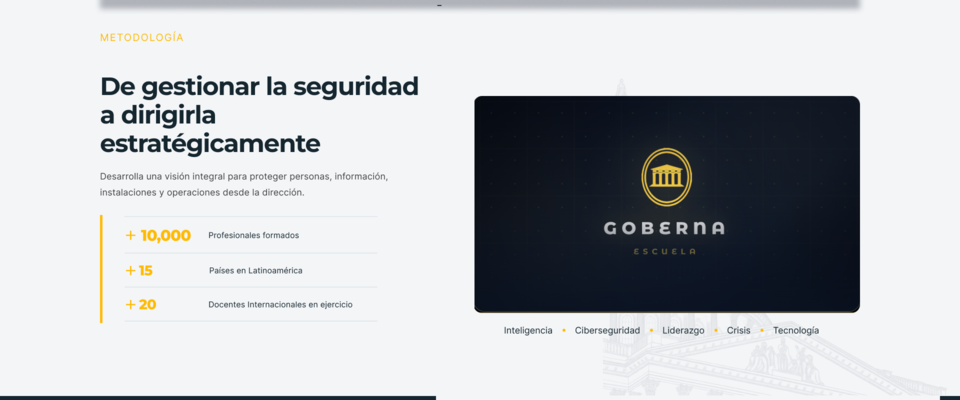 METODOLOGÍA
De gestionar la seguridad
a dirigirla
estratégicamente
Desarrolla una visión integral para proteger personas, información,
instalaciones y operaciones desde la dirección.
+ 10,000 Profesionales formados
+ 15 Países en Latinoamérica
+ 20 Docentes Internacionales en ejercicio
GOBERNA
ESCUELA
Inteligencia • Ciberseguridad • Liderazgo • Crisis • Tecnología